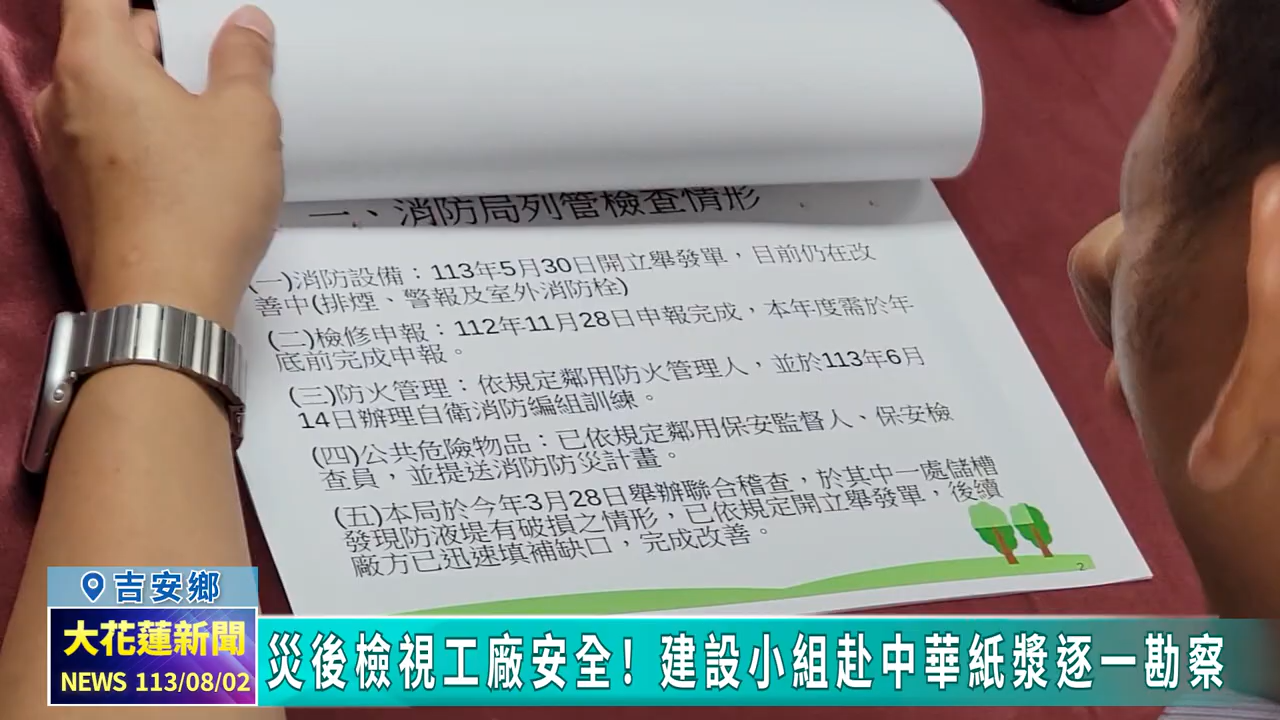 一、消防局列管檢查情形
(一)消防設備：113年5月30日開立舉發單，目前仍在改
善中(排煙、警報及室外消防栓)
(二)檢修申報：112年11月28日申報完成，本年度需於年
底前完成申報。
(三)防火管理：依規定鄰用防火管理人，並於113年6月
14日辦理自衛消防編組訓練。
(四)公共危險物品：已依規定鄰用保安監督人、保安檢
查員，並提送消防防災計畫。
(五)本局於今年3月28日舉辦聯合稽查，於其中一處儲槽
發現防液堤有破損之情形，已依規定開立舉發單，後續
廠方已迅速填補缺口，完成改善。
2
吉安鄉
大花蓮新聞
NEWS 113/08/02
災後檢視工廠安全！建設小組赴中華紙漿逐一勘察